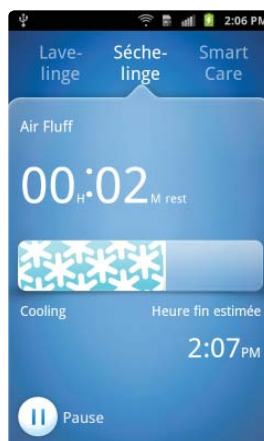 2:06 PM
Lave-
linge
Séche-
linge
Smart
Care
Air Fluff
00H:02M rest
Cooling
Heure fin estimée
2:07PM
Pause